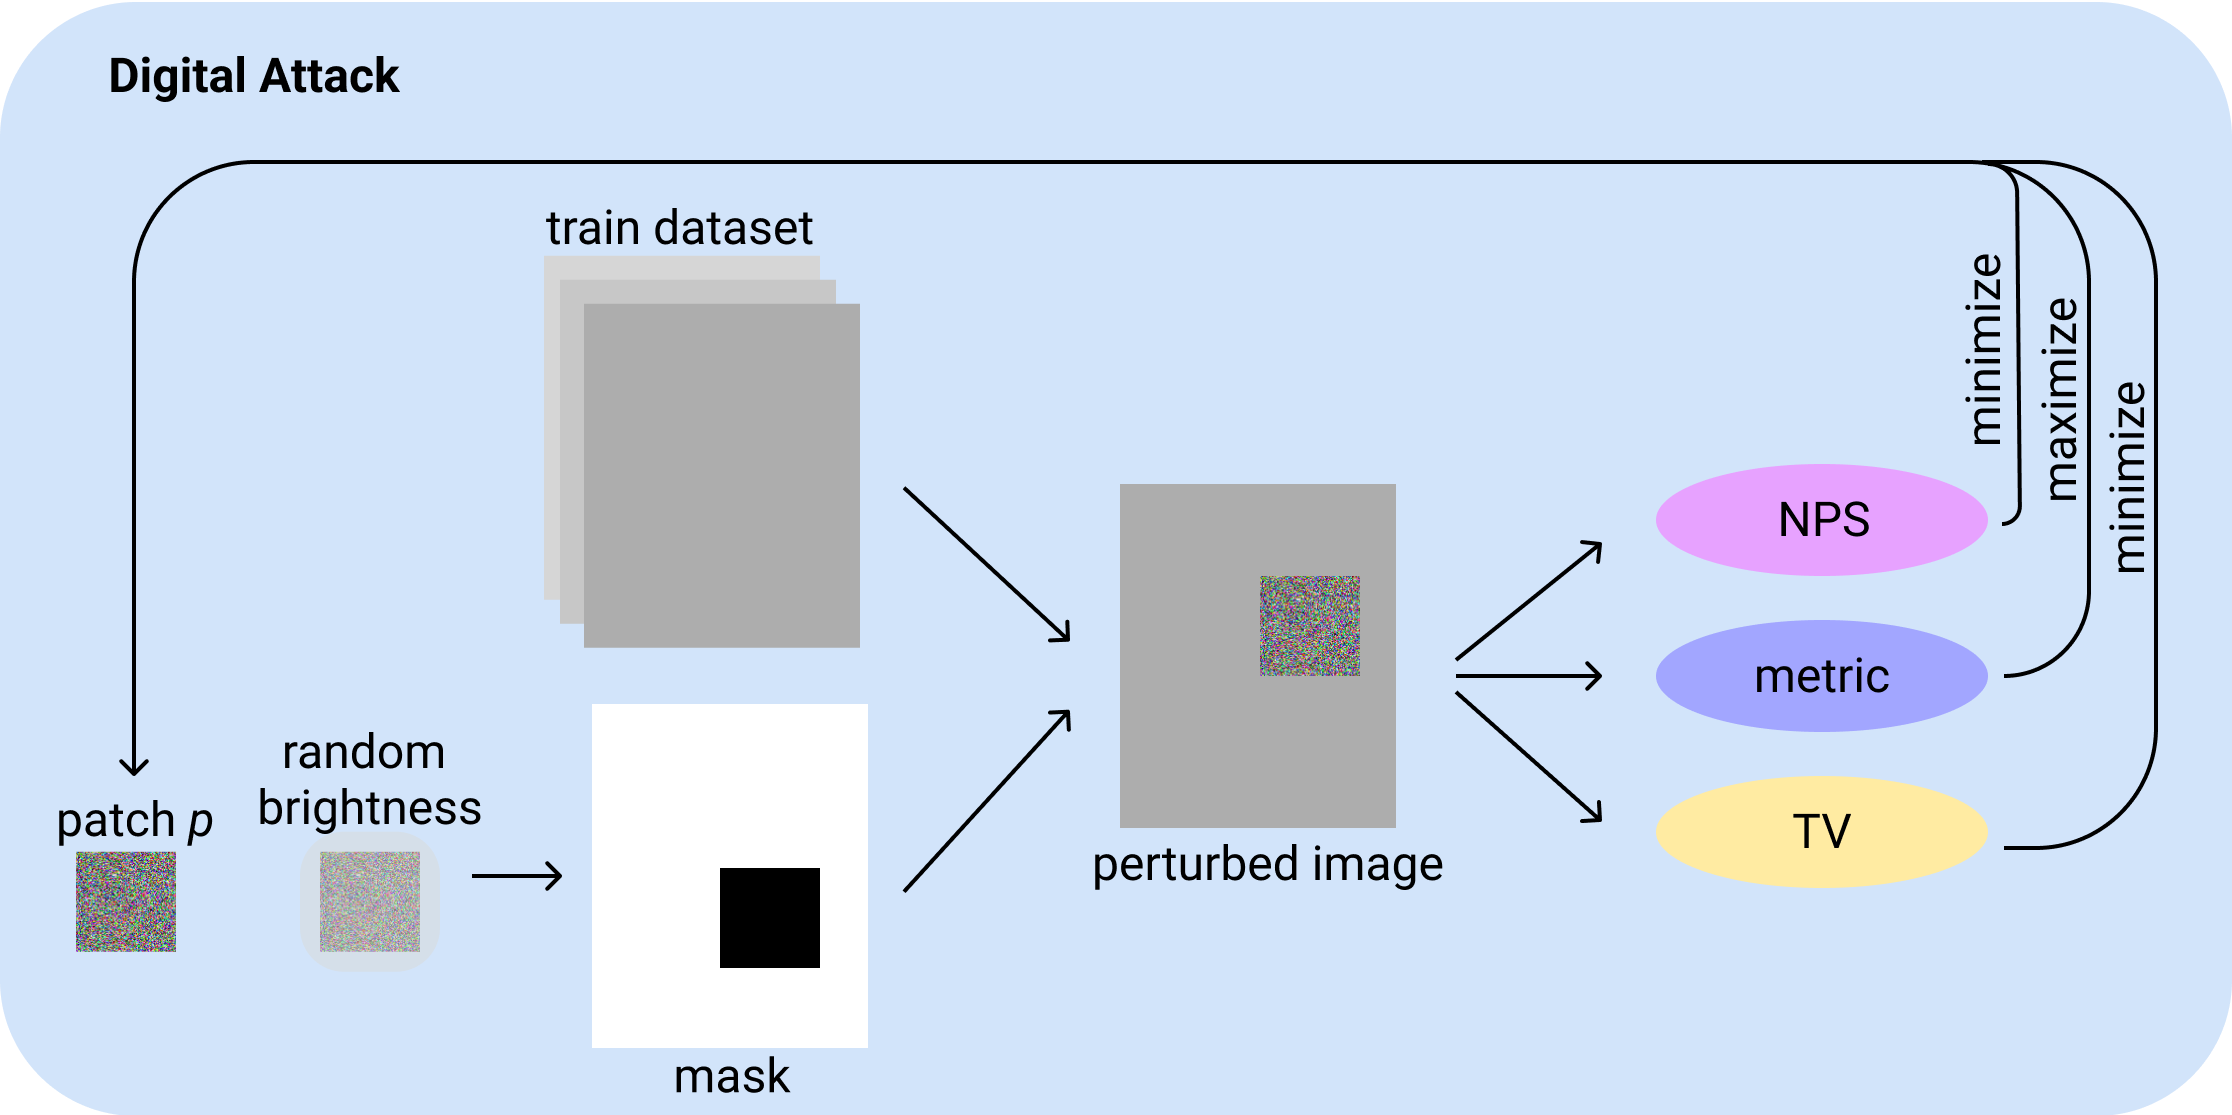 Digital Attack
train dataset
minimize
maximize
minimize
NPS
metric
TV
random
brightness
patch p
perturbed image
mask